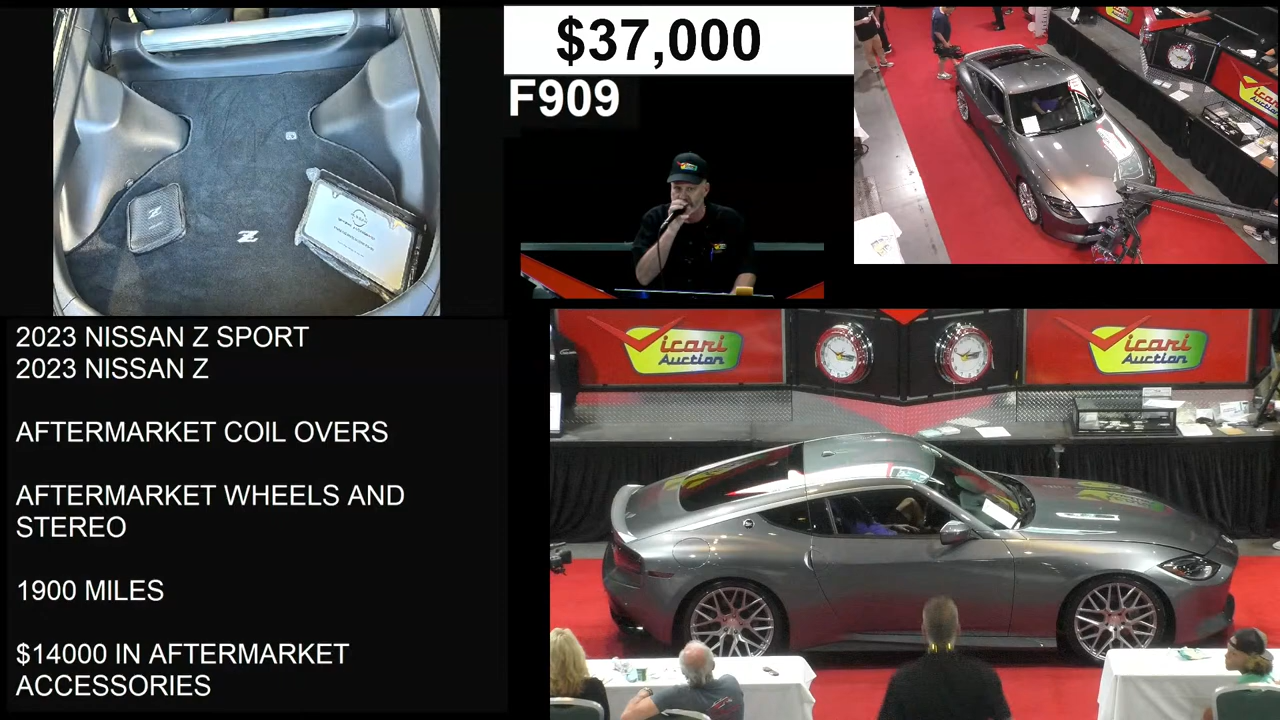 $37,000
F909
2023 NISSAN Z SPORT
2023 NISSAN Z
AFTERMARKET COIL OVERS
AFTERMARKET WHEELS AND
STEREO
1900 MILES
$14000 IN AFTERMARKET
ACCESSORIES
Vicari
Auction
Vicari
Auction
Z
Z